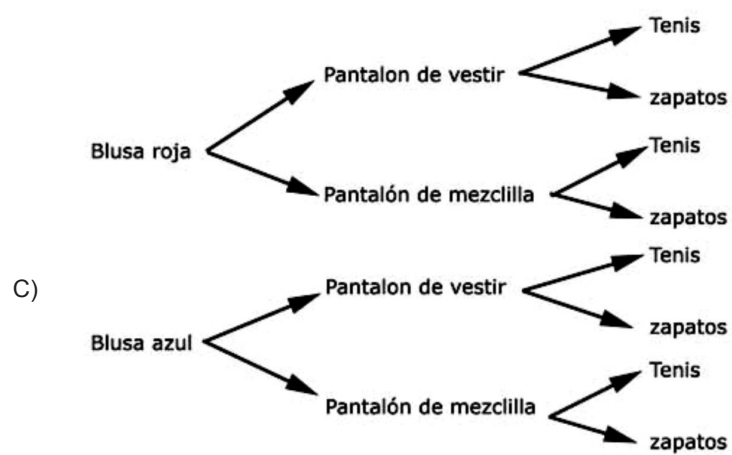 Tenis
Pantalon de vestir
zapatos
Blusa roja
Tenis
Pantalón de mezclilla
zapatos
Tenis
C)
Pantalon de vestir
zapatos
Blusa azul
Tenis
Pantalón de mezclilla
zapatos